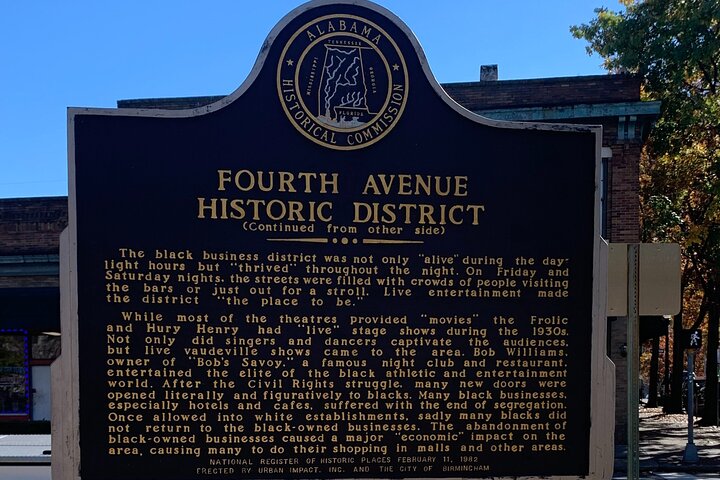 ALABAMA
TENNESSEE
MISSISSIPPI
GEORGIA
FLORIDA
HISTORICAL COMMISSION
FOURTH AVENUE
HISTORIC DISTRICT
(Continued from other side)
The black business district was not only "alive" during the day-
light hours but "thrived" throughout the night. On Friday and
Saturday nights, the streets were filled with crowds of people visiting
the bars or just out for a stroll. Live entertainment made
the district "the place to be."
While most of the theatres provided "movies" the Frolic
and Hury Henry had "live" stage shows during the 1930s.
Not only did singers and dancers captivate the audiences,
but live vaudeville shows came to the area. Bob Williams,
owner of "Bob's Savoy," a famous night club and restaurant,
entertained the elite of the black athletic and entertainment
world. After the Civil Rights struggle, many new doors were
opened literally and figuratively to blacks. Many black businesses,
especially hotels and cafes, suffered with the end of segregation.
Once allowed into white establishments, sadly many blacks did
not return to the black-owned businesses. The abandonment of
black-owned businesses caused a major "economic" impact on the
area, causing many to do their shopping in malls and other areas.
NATIONAL REGISTER OF HISTORIC PLACES FEBRUARY 11, 1982
ERECTED BY URBAN IMPACT, INC. AND THE CITY OF BIRMINGHAM